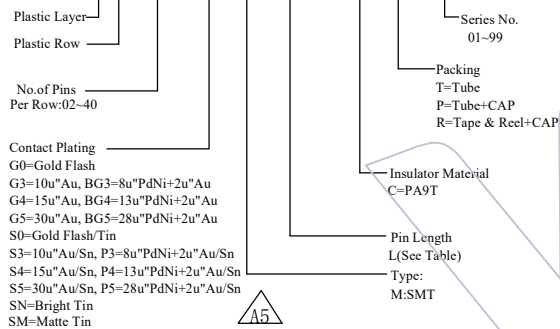 Plastic Layer
Plastic Row
No.of Pins
Per Row:02~40
Contact Plating
G0=Gold Flash
G3=10u"Au, BG3=8u"PdNi+2u"Au
G4=15u"Au, BG4=13u"PdNi+2u"Au
G5=30u"Au, BG5=28u"PdNi+2u"Au
S0=Gold Flash/Tin
S3=10u"Au/Sn, P3=8u"PdNi+2u"Au/Sn
S4=15u"Au/Sn, P4=13u"PdNi+2u"Au/Sn
S5=30u"Au/Sn, P5=28u"PdNi+2u"Au/Sn
SN=Bright Tin
SM=Matte Tin
A5
Series No.
01~99
Packing
T=Tube
P=Tube+CAP
R=Tape & Reel+CAP
Insulator Material
C=PA9T
Pin Length
L(See Table)
Type:
M:SMT